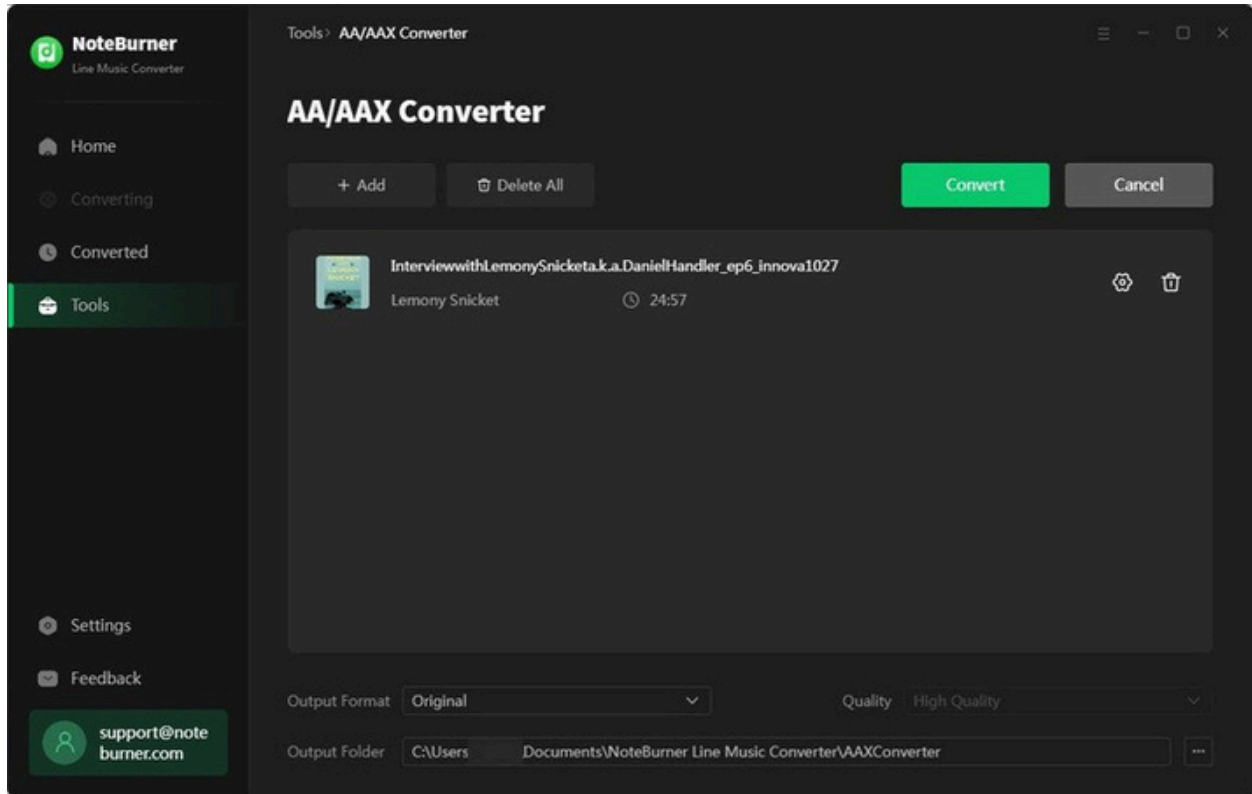 NoteBurner
Line Music Converter
Home
Converting
Converted
Tools
Settings
Feedback
support@note
burner.com
Tools› AA/AAX Converter
AA/AAX Converter
+ Add
Delete All
Convert
Cancel
InterviewwithLemonySnicketa.k.a.DanielHandler_ep6_innova1027
Lemony Snicket 24:57
Output Format Original
Quality High Quality
Output Folder C:\Users Documents\NoteBurner Line Music Converter\AAXConverter